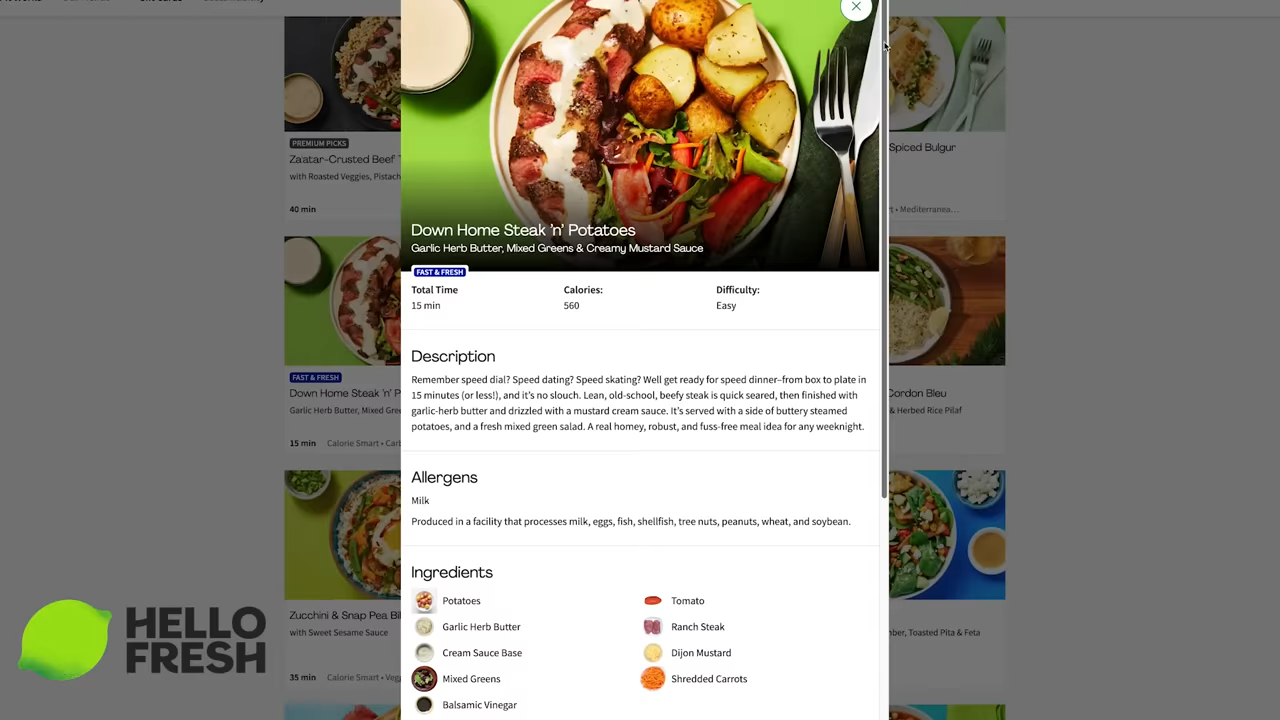 Gift Cards
PREMIUM PICKS
Za'atar-Crusted Beef
with Roasted Veggies, Pistach
40 min
Spiced Bulgur
Mediterranea…
FAST & FRESH
Down Home Steak 'n' P
Garlic Herb Butter, Mixed Gre
15 min Calorie Smart • Carb
Cordon Bleu
& Herbed Rice Pilaf
Zucchini & Snap Pea Bi
with Sweet Sesame Sauce
35 min Calorie Smart • Veg
ber, Toasted Pita & Feta
Down Home Steak 'n' Potatoes
Garlic Herb Butter, Mixed Greens & Creamy Mustard Sauce
FAST & FRESH
Total Time Calories: Difficulty:
15 min 560 Easy
Description
Remember speed dial? Speed dating? Speed skating? Well get ready for speed dinner–from box to plate in
15 minutes (or less!), and it's no slouch. Lean, old-school, beefy steak is quick seared, then finished with
garlic-herb butter and drizzled with a mustard cream sauce. It's served with a side of buttery steamed
potatoes, and a fresh mixed green salad. A real homey, robust, and fuss-free meal idea for any weeknight.
Allergens
Milk
Produced in a facility that processes milk, eggs, fish, shellfish, tree nuts, peanuts, wheat, and soybean.
Ingredients
Potatoes Tomato
Garlic Herb Butter Ranch Steak
Cream Sauce Base Dijon Mustard
Mixed Greens Shredded Carrots
Balsamic Vinegar
HELLO
FRESH